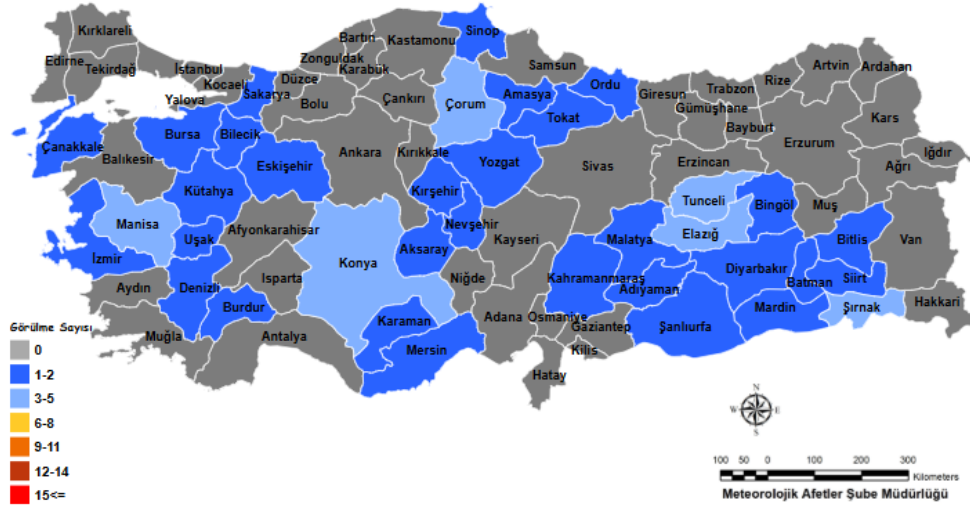 Kırklareli
Edirne
Tekirdağ
İstanbul
Kocaeli
Yalova
Sakarya
Düzce
Bolu
Zonguldak
Bartın
Karabük
Kastamonu
Sinop
Çankırı
Samsun
Çorum
Amasya
Tokat
Ordu
Giresun
Trabzon
Gümüşhane
Rize
Artvin
Ardahan
Bayburt
Kars
Iğdır
Ağrı
Erzurum
Erzincan
Sivas
Yozgat
Kırıkkale
Ankara
Eskişehir
Bilecik
Bursa
Çanakkale
Balıkesir
Kütahya
Manisa
Uşak
Afyonkarahisar
İzmir
Aydın
Denizli
Isparta
Burdur
Muğla
Antalya
Konya
Kırşehir
Nevşehir
Aksaray
Kayseri
Niğde
Karaman
Mersin
Adana
Osmaniye
Gaziantep
Kilis
Hatay
Kahramanmaraş
Malatya
Adıyaman
Şanlıurfa
Tunceli
Elazığ
Bingöl
Muş
Bitlis
Van
Diyarbakır
Batman
Siirt
Mardin
Şırnak
Hakkari
Görülme Sayısı
0
1-2
3-5
6-8
9-11
12-14
15<=
N
W E
S
100 50 0 100 200 300
Kilometers
Meteorolojik Afetler Şube Müdürlüğü